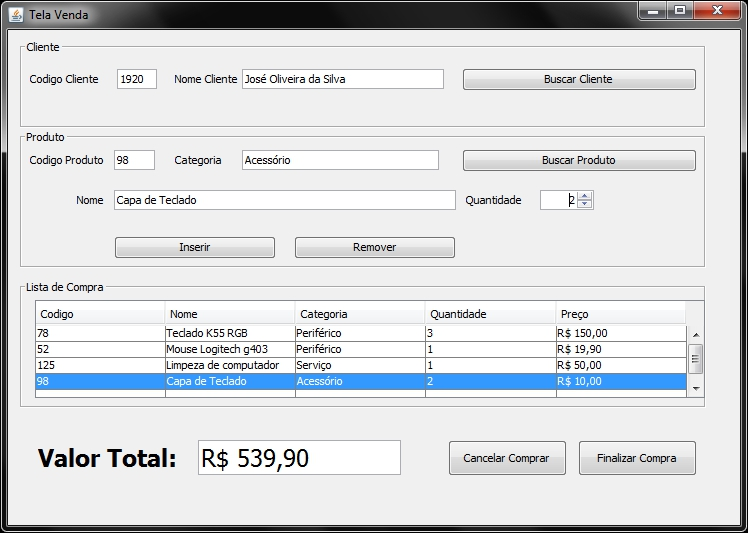 Tela Venda
Cliente
Codigo Cliente 1920 Nome Cliente José Oliveira da Silva Buscar Cliente
Produto
Codigo Produto 98 Categoria Acessório Buscar Produto
Nome Capa de Teclado Quantidade 2
Inserir Remover
Lista de Compra
Codigo Nome Categoria Quantidade Preço
78 Teclado K55 RGB Periférico 3 R$ 150,00
52 Mouse Logitech g403 Periférico 1 R$ 19,90
125 Limpeza de computador Serviço 1 R$ 50,00
98 Capa de Teclado Acessório 2 R$ 10,00
Valor Total: R$ 539,90 Cancelar Comprar Finalizar Compra